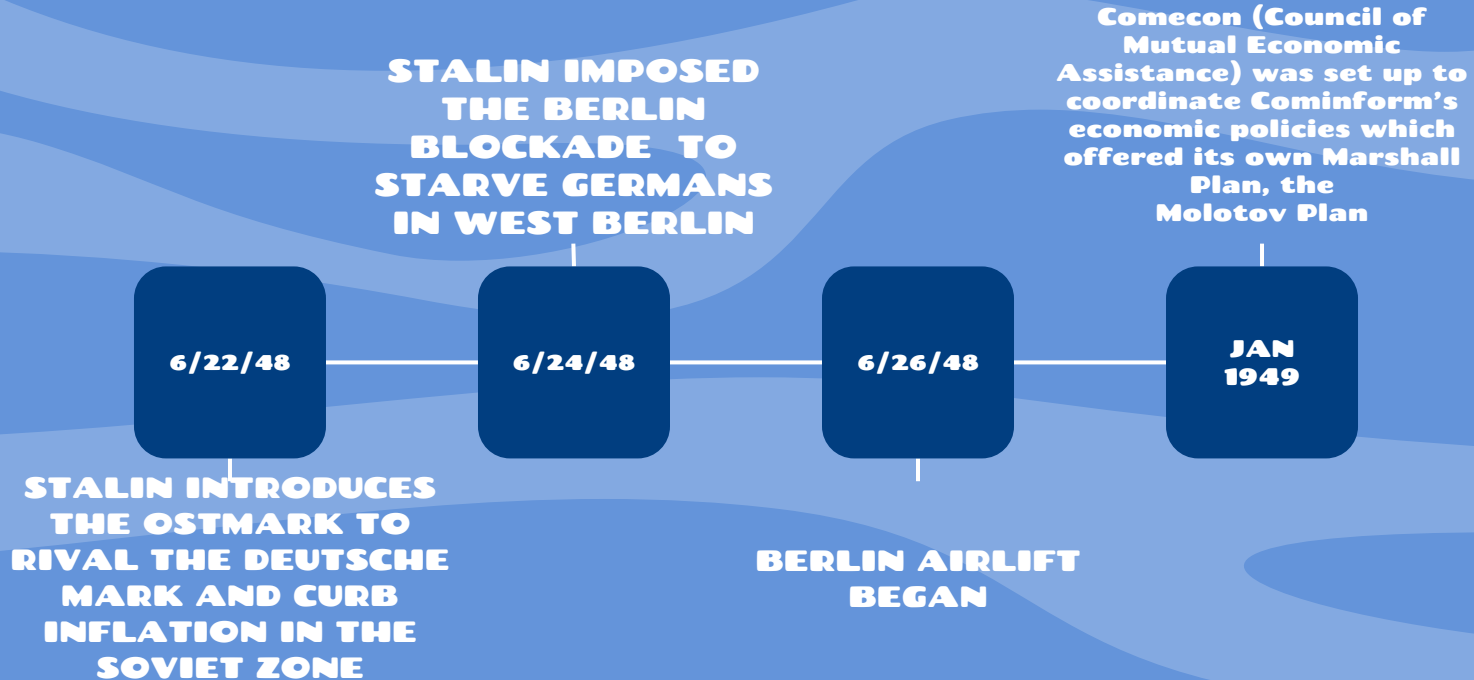 6/22/48
STALIN INTRODUCES
THE OSTMARK TO
RIVAL THE DEUTSCHE
MARK AND CURB
INFLATION IN THE
SOVIET ZONE
STALIN IMPOSED
THE BERLIN
BLOCKADE TO
STARVE GERMANS
IN WEST BERLIN
6/24/48
6/26/48
BERLIN AIRLIFT
BEGAN
Comecon (Council of
Mutual Economic
Assistance) was set up to
coordinate Cominform's
economic policies which
offered its own Marshall
Plan, the
Molotov Plan
JAN
1949